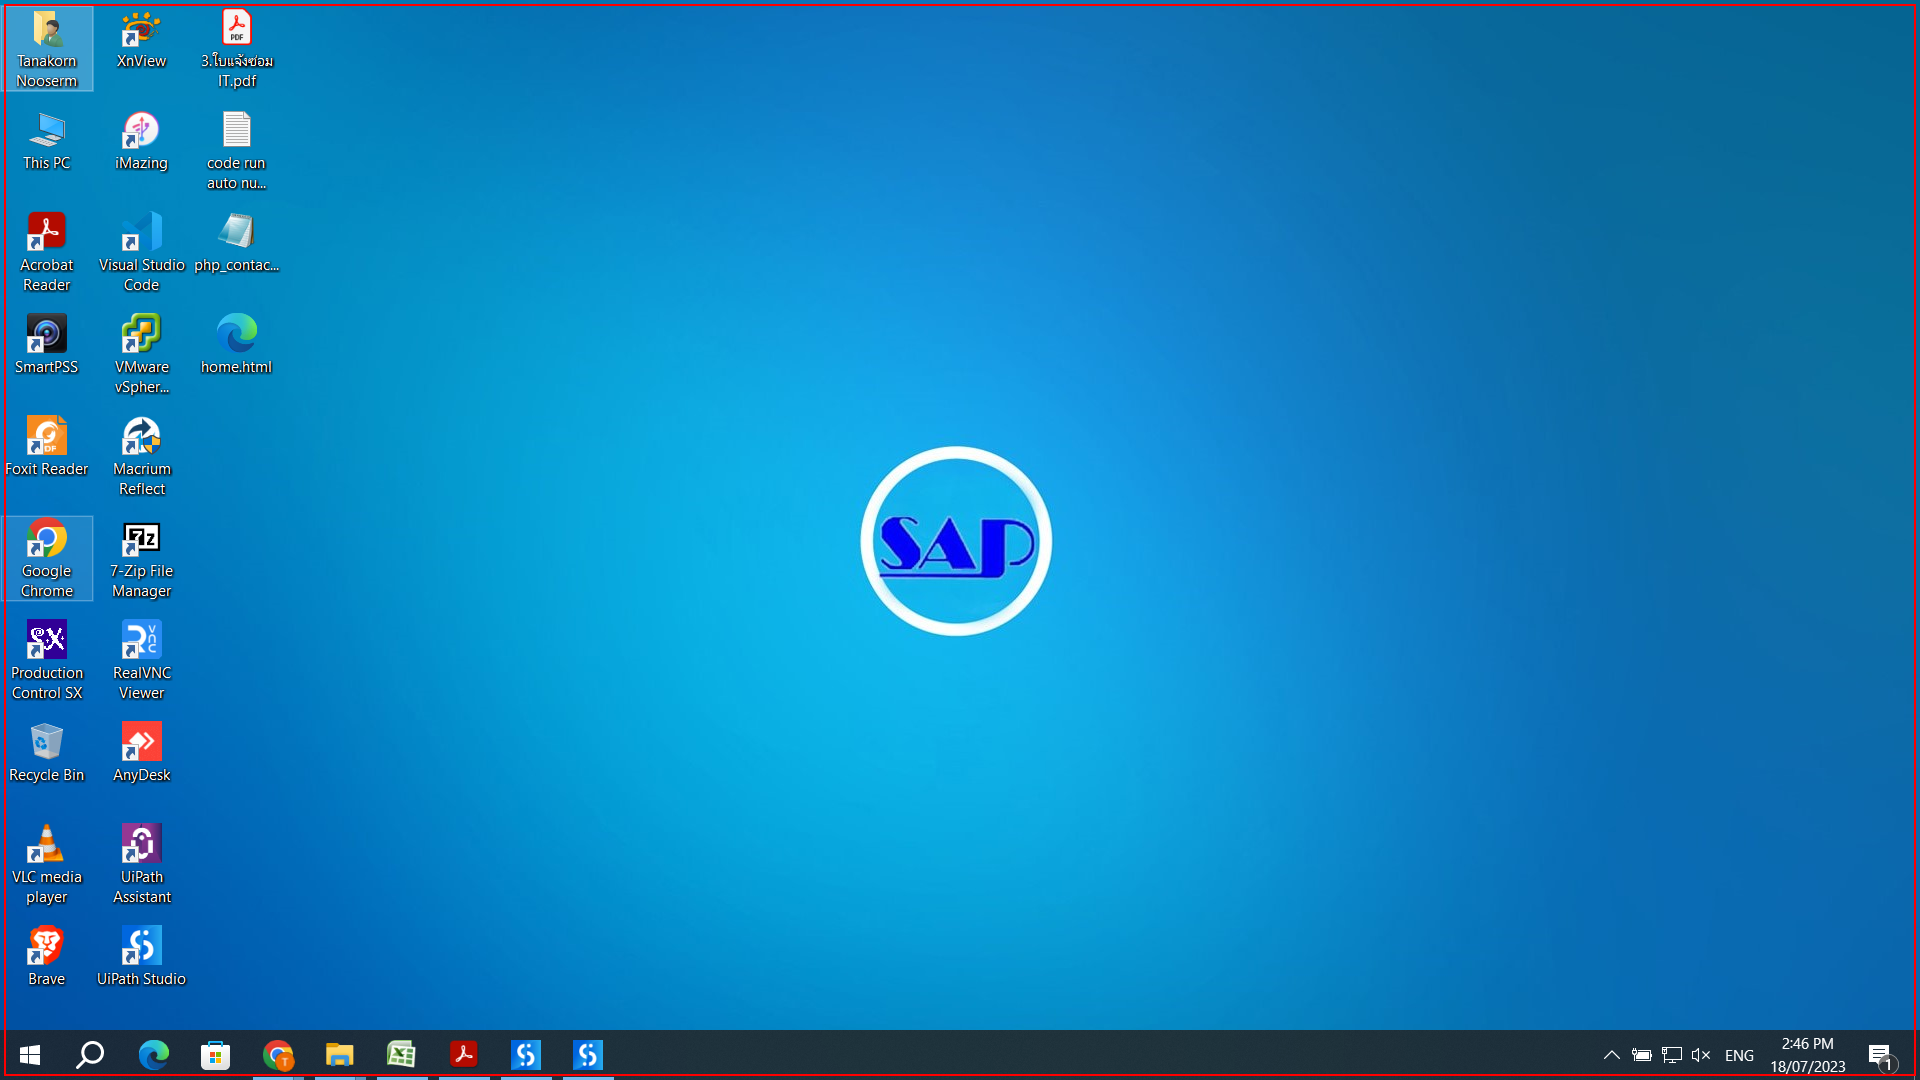 Tanakorn
Nooserm
This PC
Acrobat
Reader
SmartPSS
Foxit Reader
Google
Chrome
Production
Control SX
Recycle Bin
VLC media
player
Brave
XnView
iMazing
Visual Studio
Code
VMware
vSpher...
Macrium
Reflect
7-Zip File
Manager
RealVNC
Viewer
AnyDesk
UiPath
Assistant
UiPath Studio
3.ใบแจ้งซ่อม
IT.pdf
code run
auto nu...
php_contac...
home.html
SAP
ENG
2:46 PM
18/07/2023
1